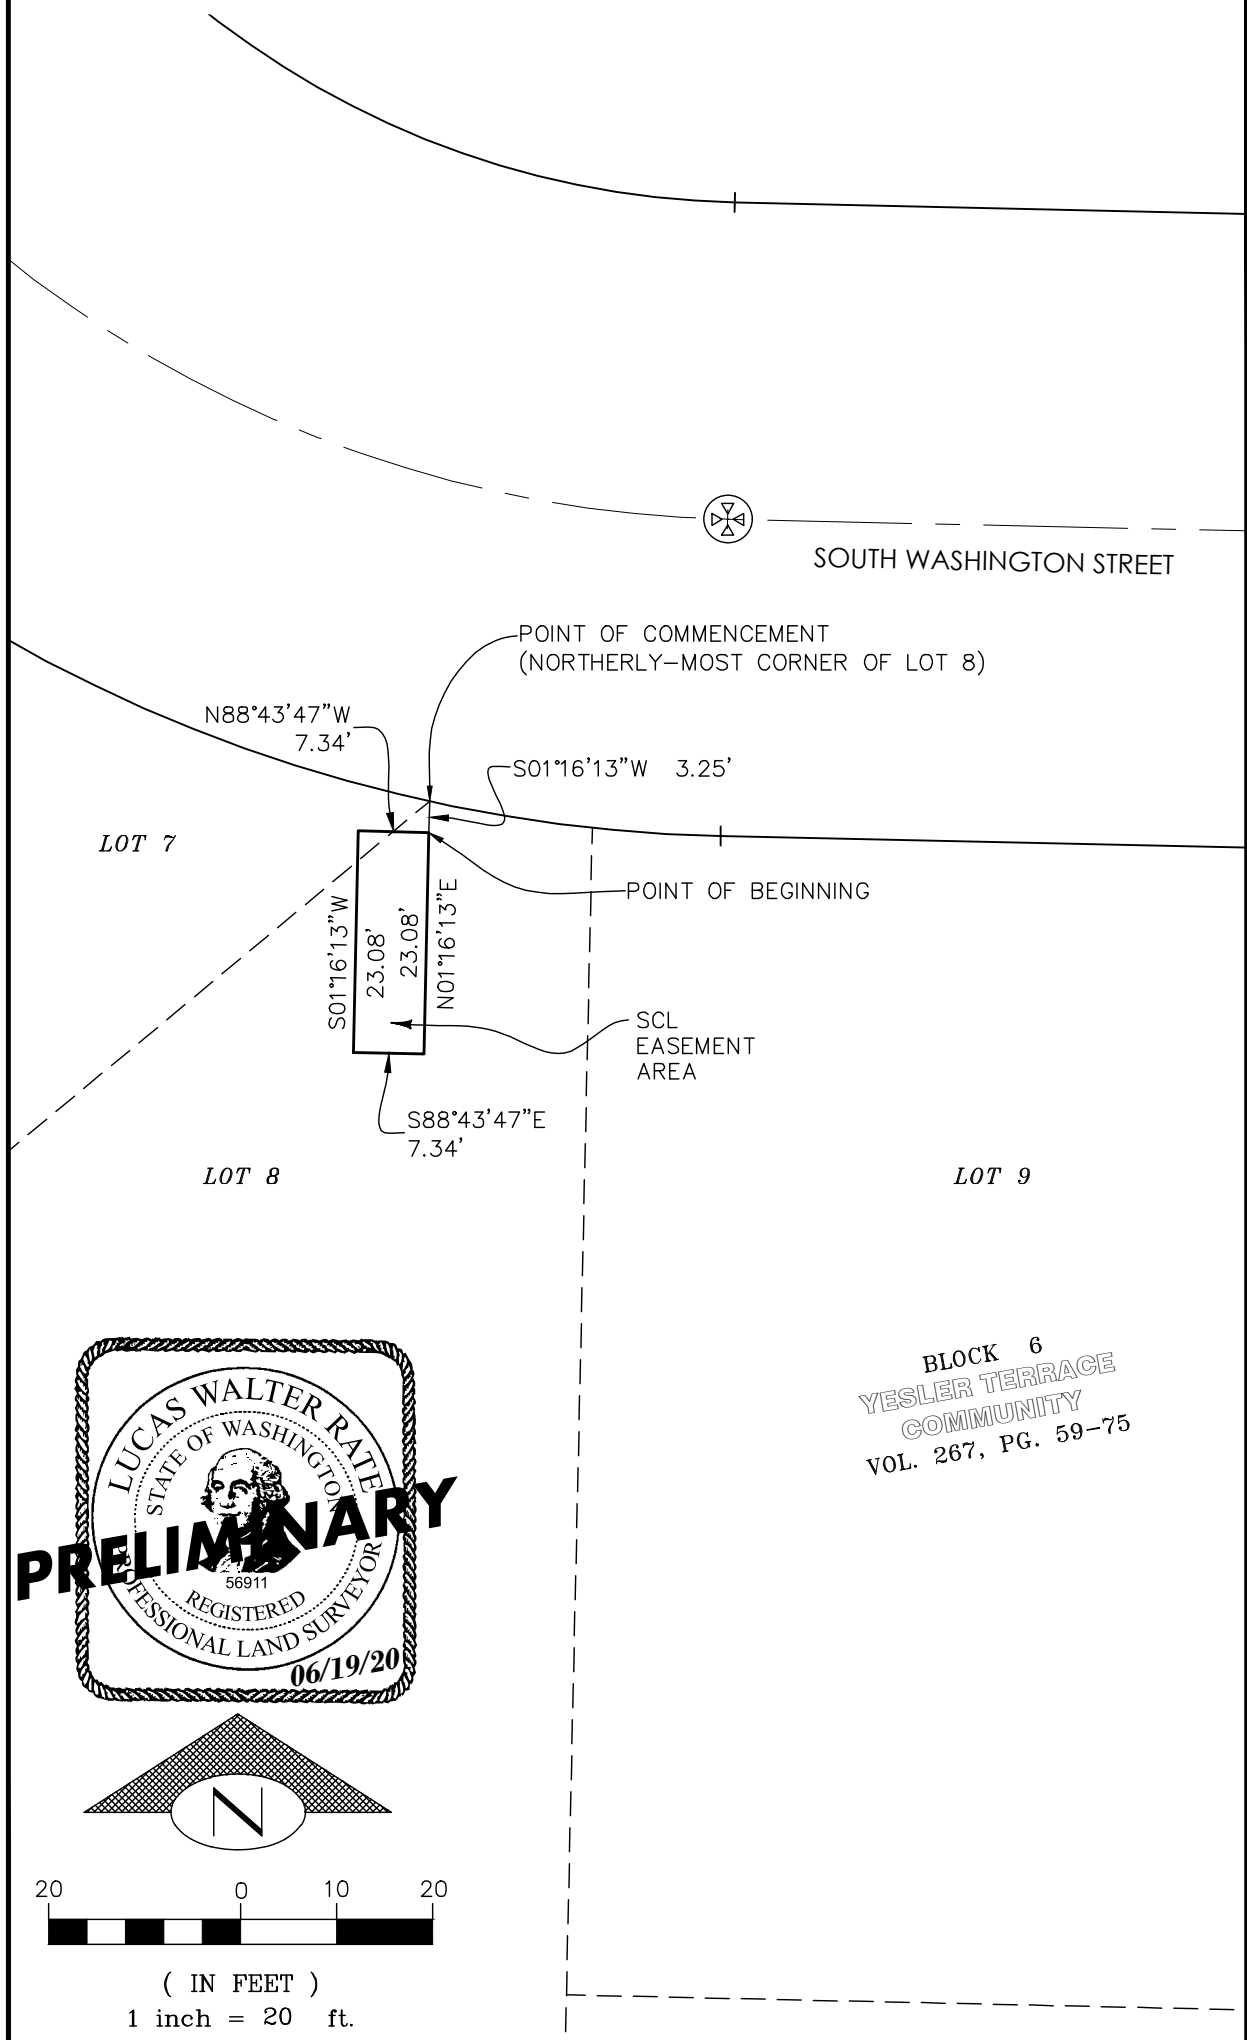 SOUTH WASHINGTON STREET
POINT OF COMMENCEMENT
(NORTHERLY-MOST CORNER OF LOT 8)
N88°43'47"W
7.34'
S01°16'13"W 3.25'
LOT 7
POINT OF BEGINNING
S01°16'13"W
23.08'
23.08'
N01°16'13"E
SCL
EASEMENT
AREA
S88°43'47"E
7.34'
LOT 8
LOT 9
BLOCK 6
YESLER TERRACE
COMMUNITY
VOL. 267, PG. 59-75
LUCAS WALTER RATE
STATE OF WASHINGTON
PRELIMINARY
56911
REGISTERED
PROFESSIONAL LAND SURVEYOR
06/19/20
N
20 0 10 20
( IN FEET )
1 inch = 20 ft.